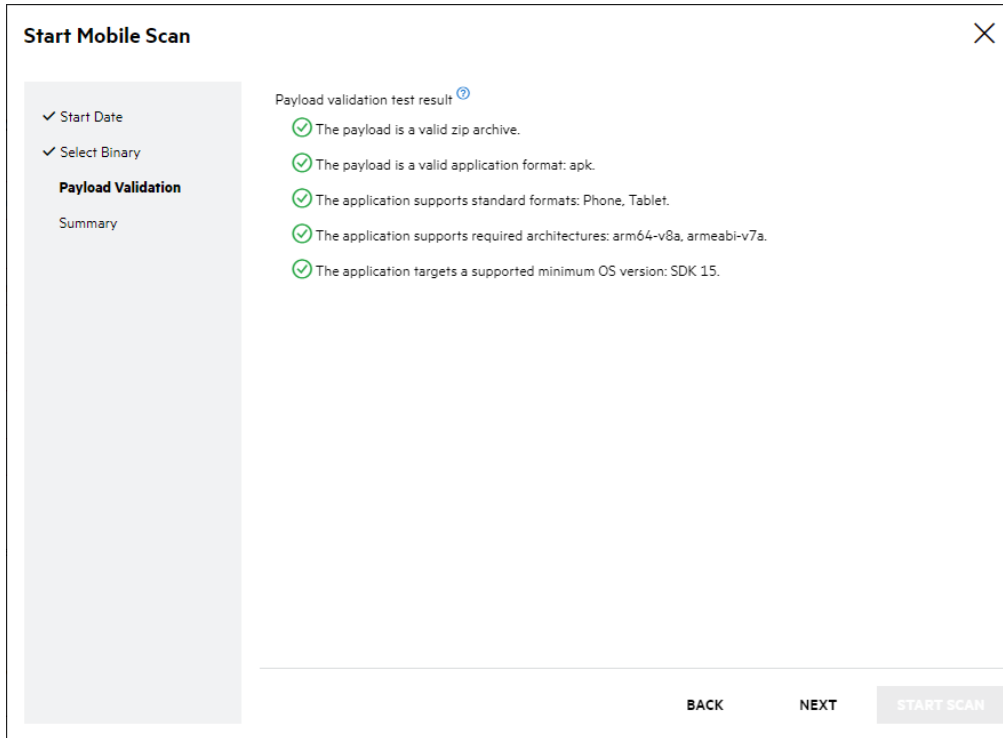 Start Mobile Scan
Start Date
Select Binary
Payload Validation
Summary
Payload validation test result
The payload is a valid zip archive.
The payload is a valid application format: apk.
The application supports standard formats: Phone, Tablet.
The application supports required architectures: arm64-v8a, armeabi-v7a.
The application targets a supported minimum OS version: SDK 15.
BACK NEXT START SCAN